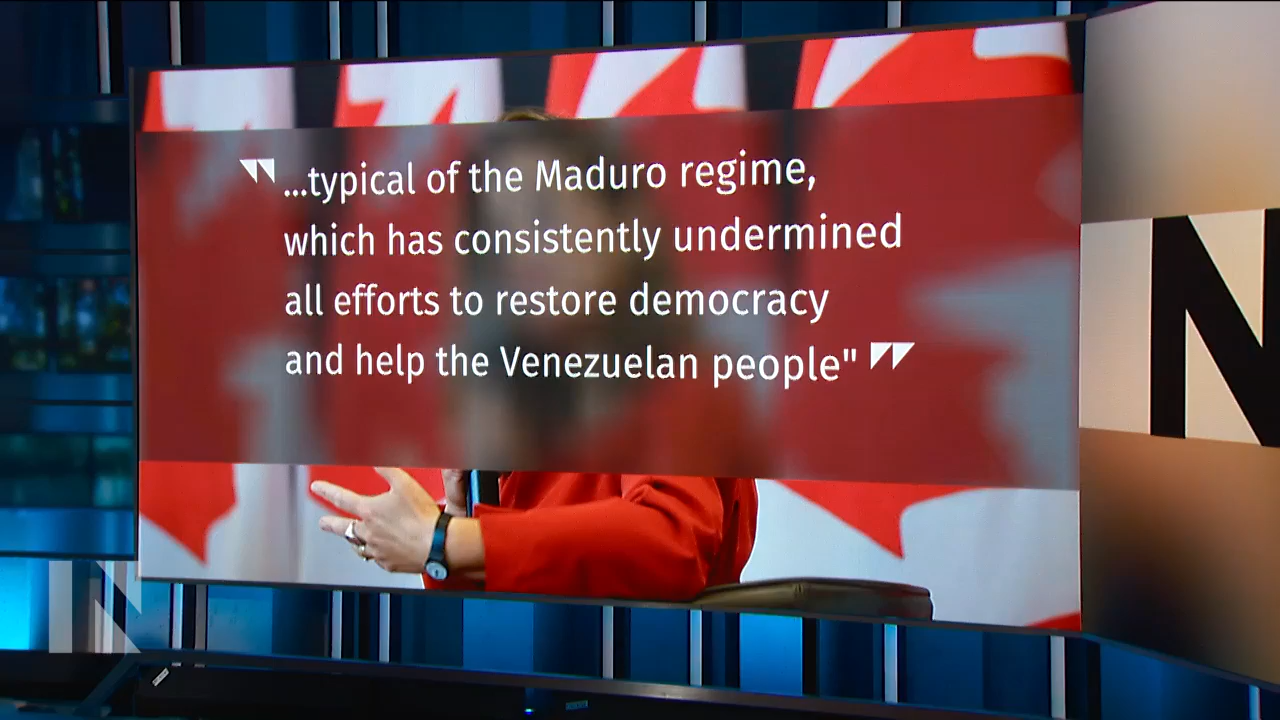 ...typical of the Maduro regime,
which has consistently undermined
all efforts to restore democracy
and help the Venezuelan people"
N
N